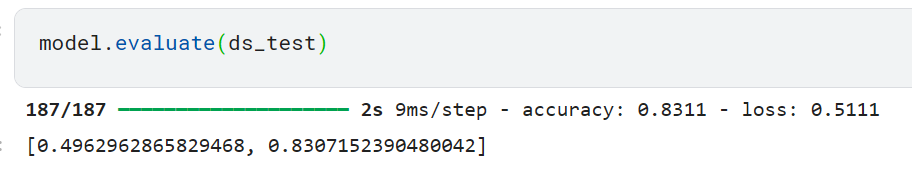 model.evaluate(ds_test)
187/187 ━━━━━━━━━━━━━━━━━━━━ 2s 9ms/step - accuracy: 0.8311 - loss: 0.5111
[0.4962962865829468, 0.8307152390480042]